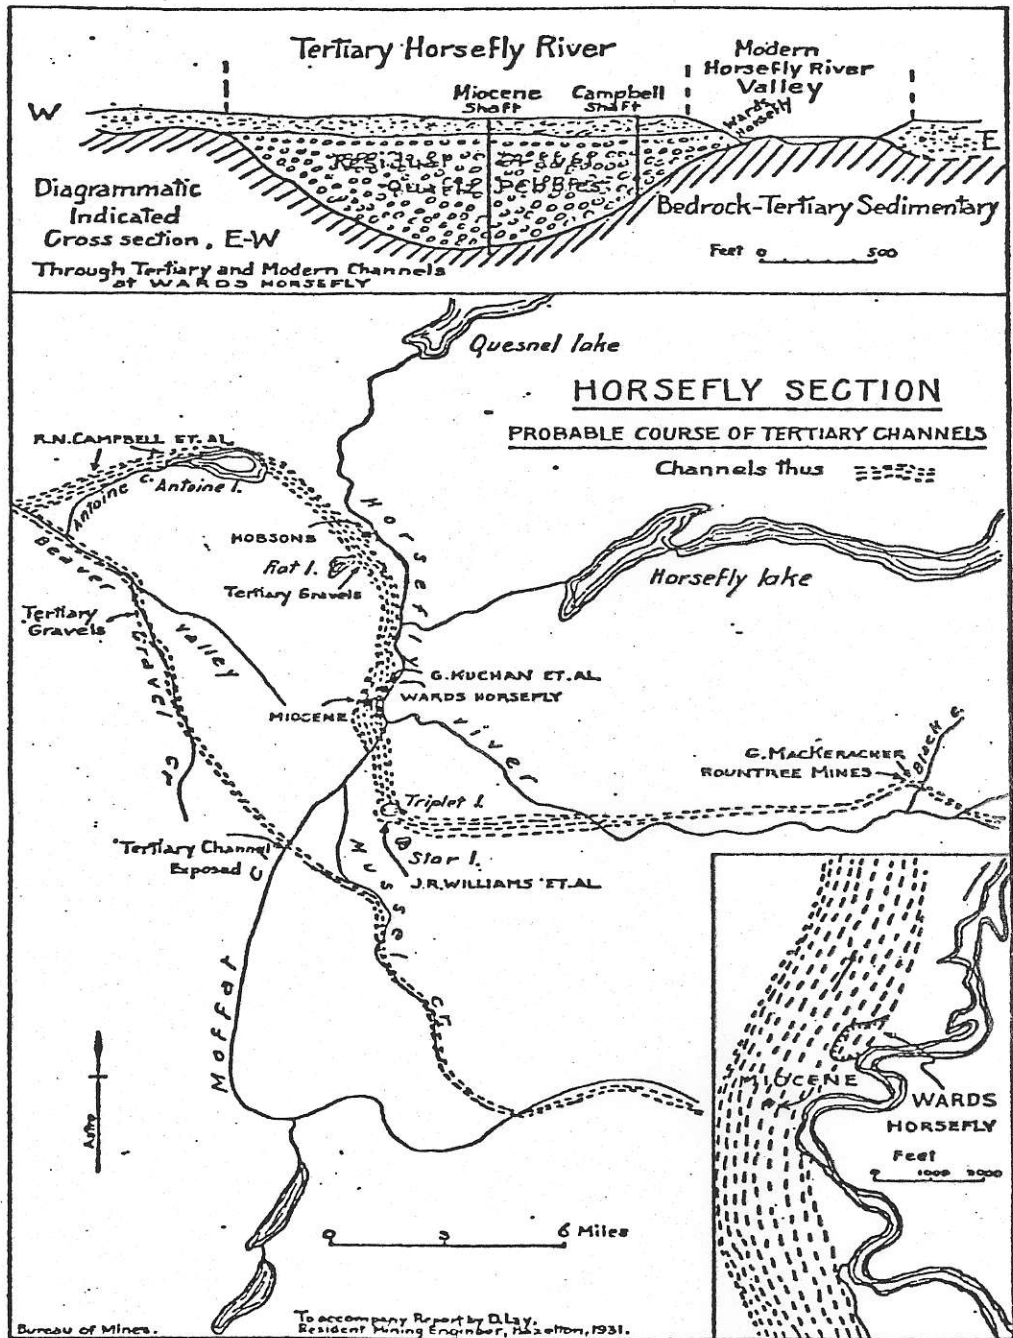 Tertiary Horsefly River
Modern
Horsefly River
Valley
Miocene
Shaft
Campbell
Shaft
Wards
Horsefly
W
E
Quartz Pebbles
Diagrammatic
Indicated
Cross section, E-W
Through Tertiary and Modern Channels
at WARDS HORSEFLY
Bedrock-Tertiary Sedimentary
Feet 0 500
Quesnel lake
HORSEFLY SECTION
PROBABLE COURSE OF TERTIARY CHANNELS
Channels thus
R.N. CAMPBELL ET. AL
Antoine C.
Antoine l.
Horsefly
HOBSONS
Rat l.
Tertiary Gravels
Horsefly lake
Beaver
Valley
Tertiary
Gravels
Gravel Cr
G. KUCHAN ET. AL
WARDS HORSEFLY
MIOCENE
river
G. MACKERACHER
ROUNTREE MINES
Black C.
Triplet l.
Star l.
J.R. WILLIAMS ET. AL
Tertiary Channel
Exposed
Moffat Cr
Mussel Cr.
MIOCENE
WARDS
HORSEFLY
Feet
0 1000 2000
Astro
0 3 6 Miles
Bureau of Mines.
To accompany Report by D. Lay,
Resident Mining Engineer, Hazelton, 1931.